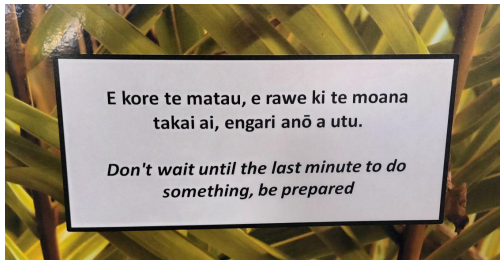 E kore te matau, e rawe ki te moana
takai ai, engari anō a utu.
Don't wait until the last minute to do
something, be prepared